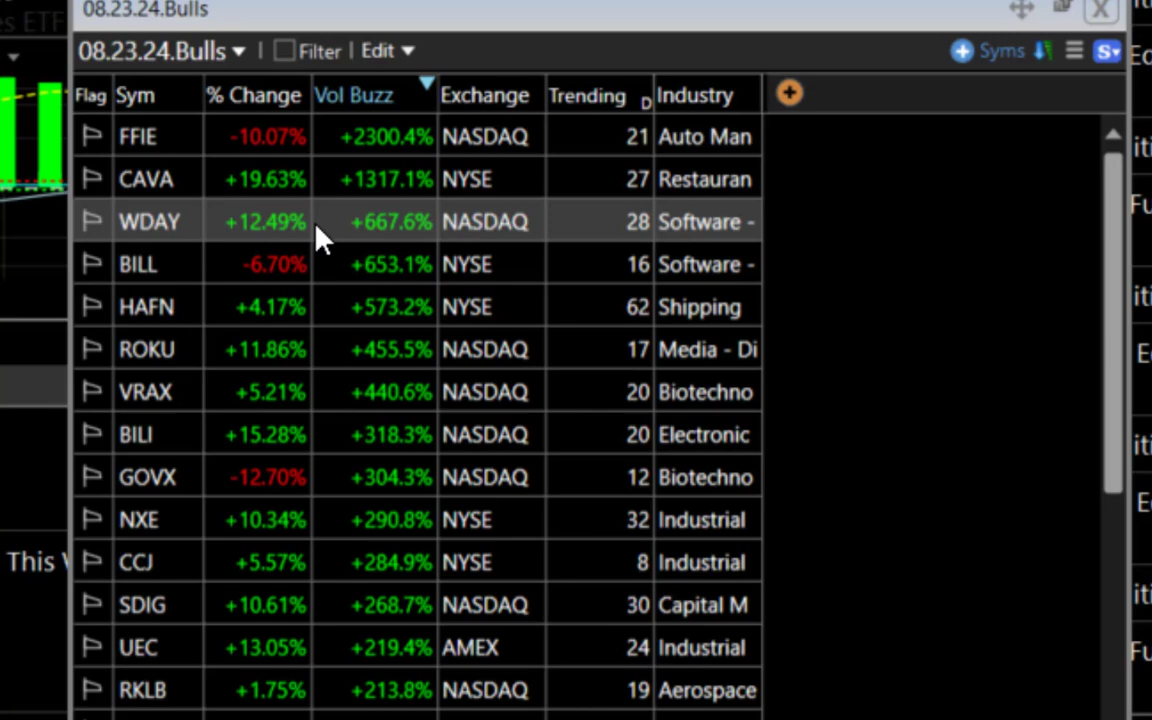 08.23.24.Bulls
es ETF
08.23.24.Bulls Filter Edit Syms S
Flag Sym % Change Vol Buzz Exchange Trending D Industry
FFIE -10.07% +2300.4% NASDAQ 21 Auto Man
CAVA +19.63% +1317.1% NYSE 27 Restauran
WDAY +12.49% +667.6% NASDAQ 28 Software -
BILL -6.70% +653.1% NYSE 16 Software -
HAFN +4.17% +573.2% NYSE 62 Shipping
ROKU +11.86% +455.5% NASDAQ 17 Media - Di
VRAX +5.21% +440.6% NASDAQ 20 Biotechno
BILI +15.28% +318.3% NASDAQ 20 Electronic
GOVX -12.70% +304.3% NASDAQ 12 Biotechno
NXE +10.34% +290.8% NYSE 32 Industrial
CCJ +5.57% +284.9% NYSE 8 Industrial
This
SDIG +10.61% +268.7% NASDAQ 30 Capital M
UEC +13.05% +219.4% AMEX 24 Industrial
RKLB +1.75% +213.8% NASDAQ 19 Aerospace